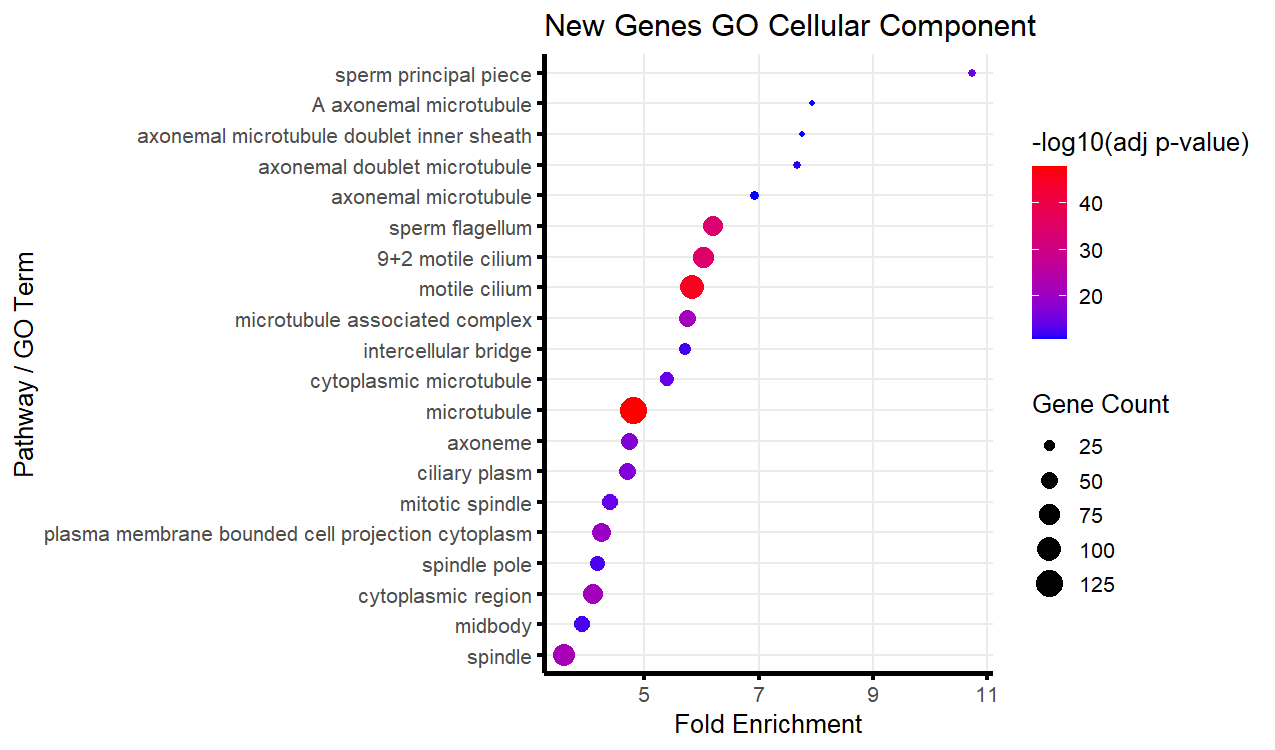 New Genes GO Cellular Component
Pathway / GO Term
sperm principal piece
A axonemal microtubule
axonemal microtubule doublet inner sheath
axonemal doublet microtubule
axonemal microtubule
sperm flagellum
9+2 motile cilium
motile cilium
microtubule associated complex
intercellular bridge
cytoplasmic microtubule
microtubule
axoneme
ciliary plasm
mitotic spindle
plasma membrane bounded cell projection cytoplasm
spindle pole
cytoplasmic region
midbody
spindle
5 7 9 11
Fold Enrichment
-log10(adj p-value)
40
30
20
Gene Count
25
50
75
100
125